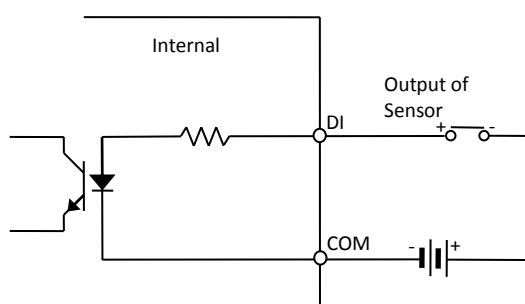 Internal
Output of
Sensor
DI
+ -
COM
- +